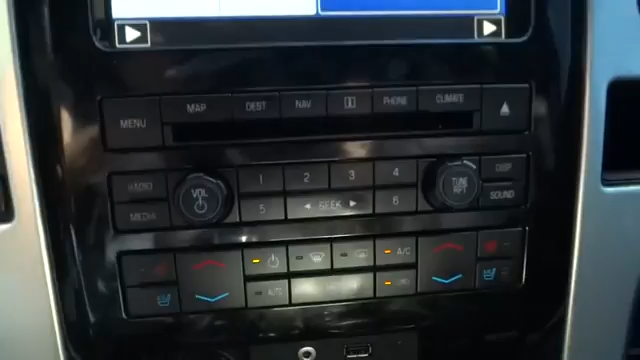 MENU MAP DEST NAV PHONE CLIMATE
RADIO VOL 1 2 3 4 TUNE DISP
MEDIA 5 SEEK 6 SOUND
A/C
AUTO